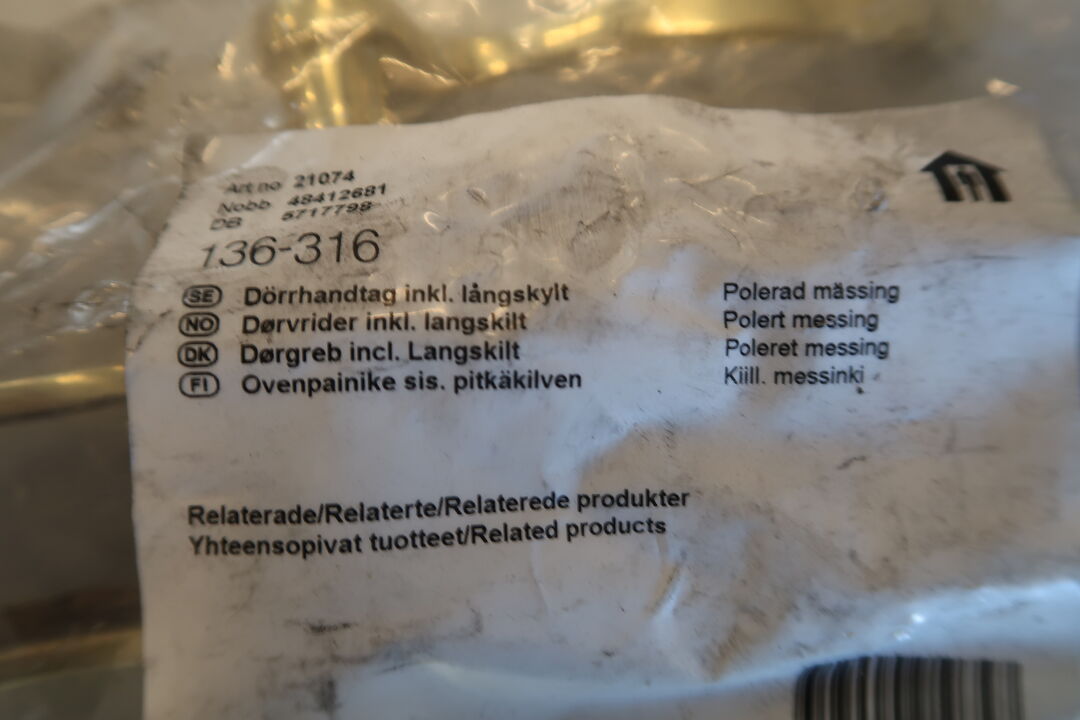 Art no 21074
Nobb 48412681
DB 5717798
136-316
SE Dörrhandtag inkl. långskylt Polerad mässing
NO Dørvrider inkl. langskilt Polert messing
DK Dørgreb incl. Langskilt Poleret messing
FI Ovenpainike sis. pitkäkilven Kiill. messinki
Relaterade/Relaterte/Relaterede produkter
Yhteensopivat tuotteet/Related products